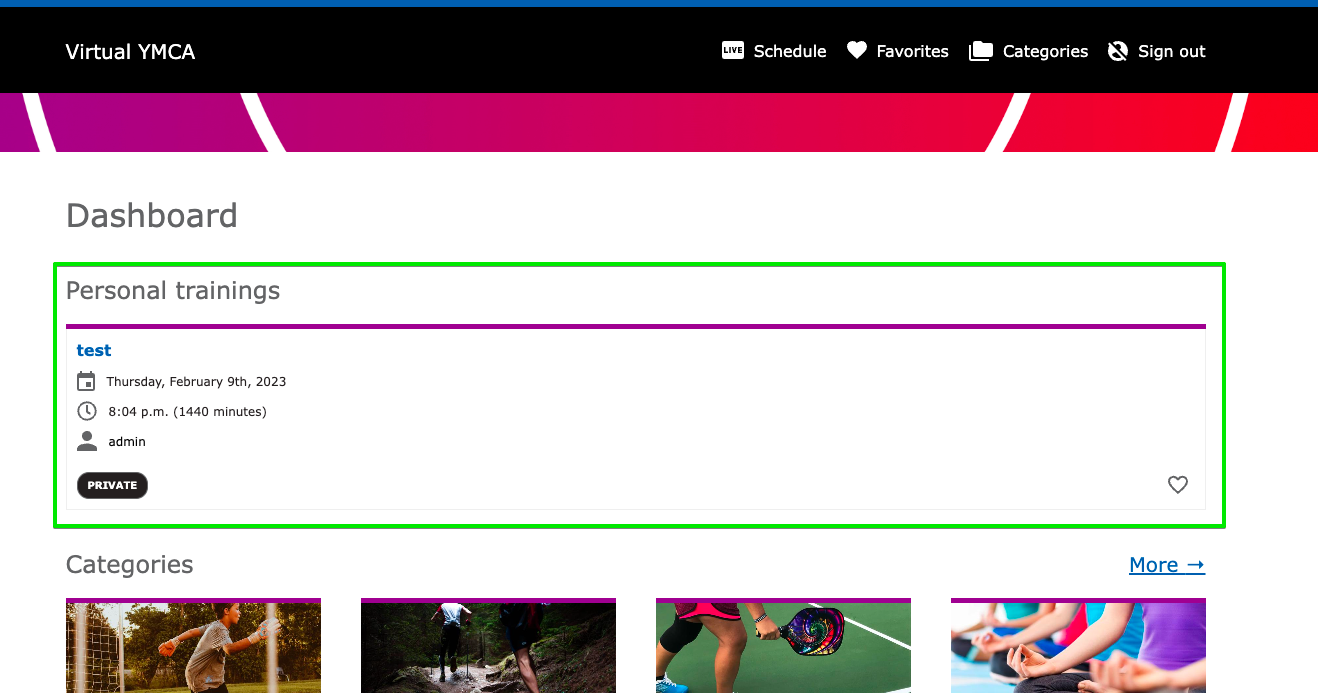 Virtual YMCA
LIVE Schedule Favorites Categories Sign out
Dashboard
Personal trainings
test
Thursday, February 9th, 2023
8:04 p.m. (1440 minutes)
admin
PRIVATE
Categories
More →